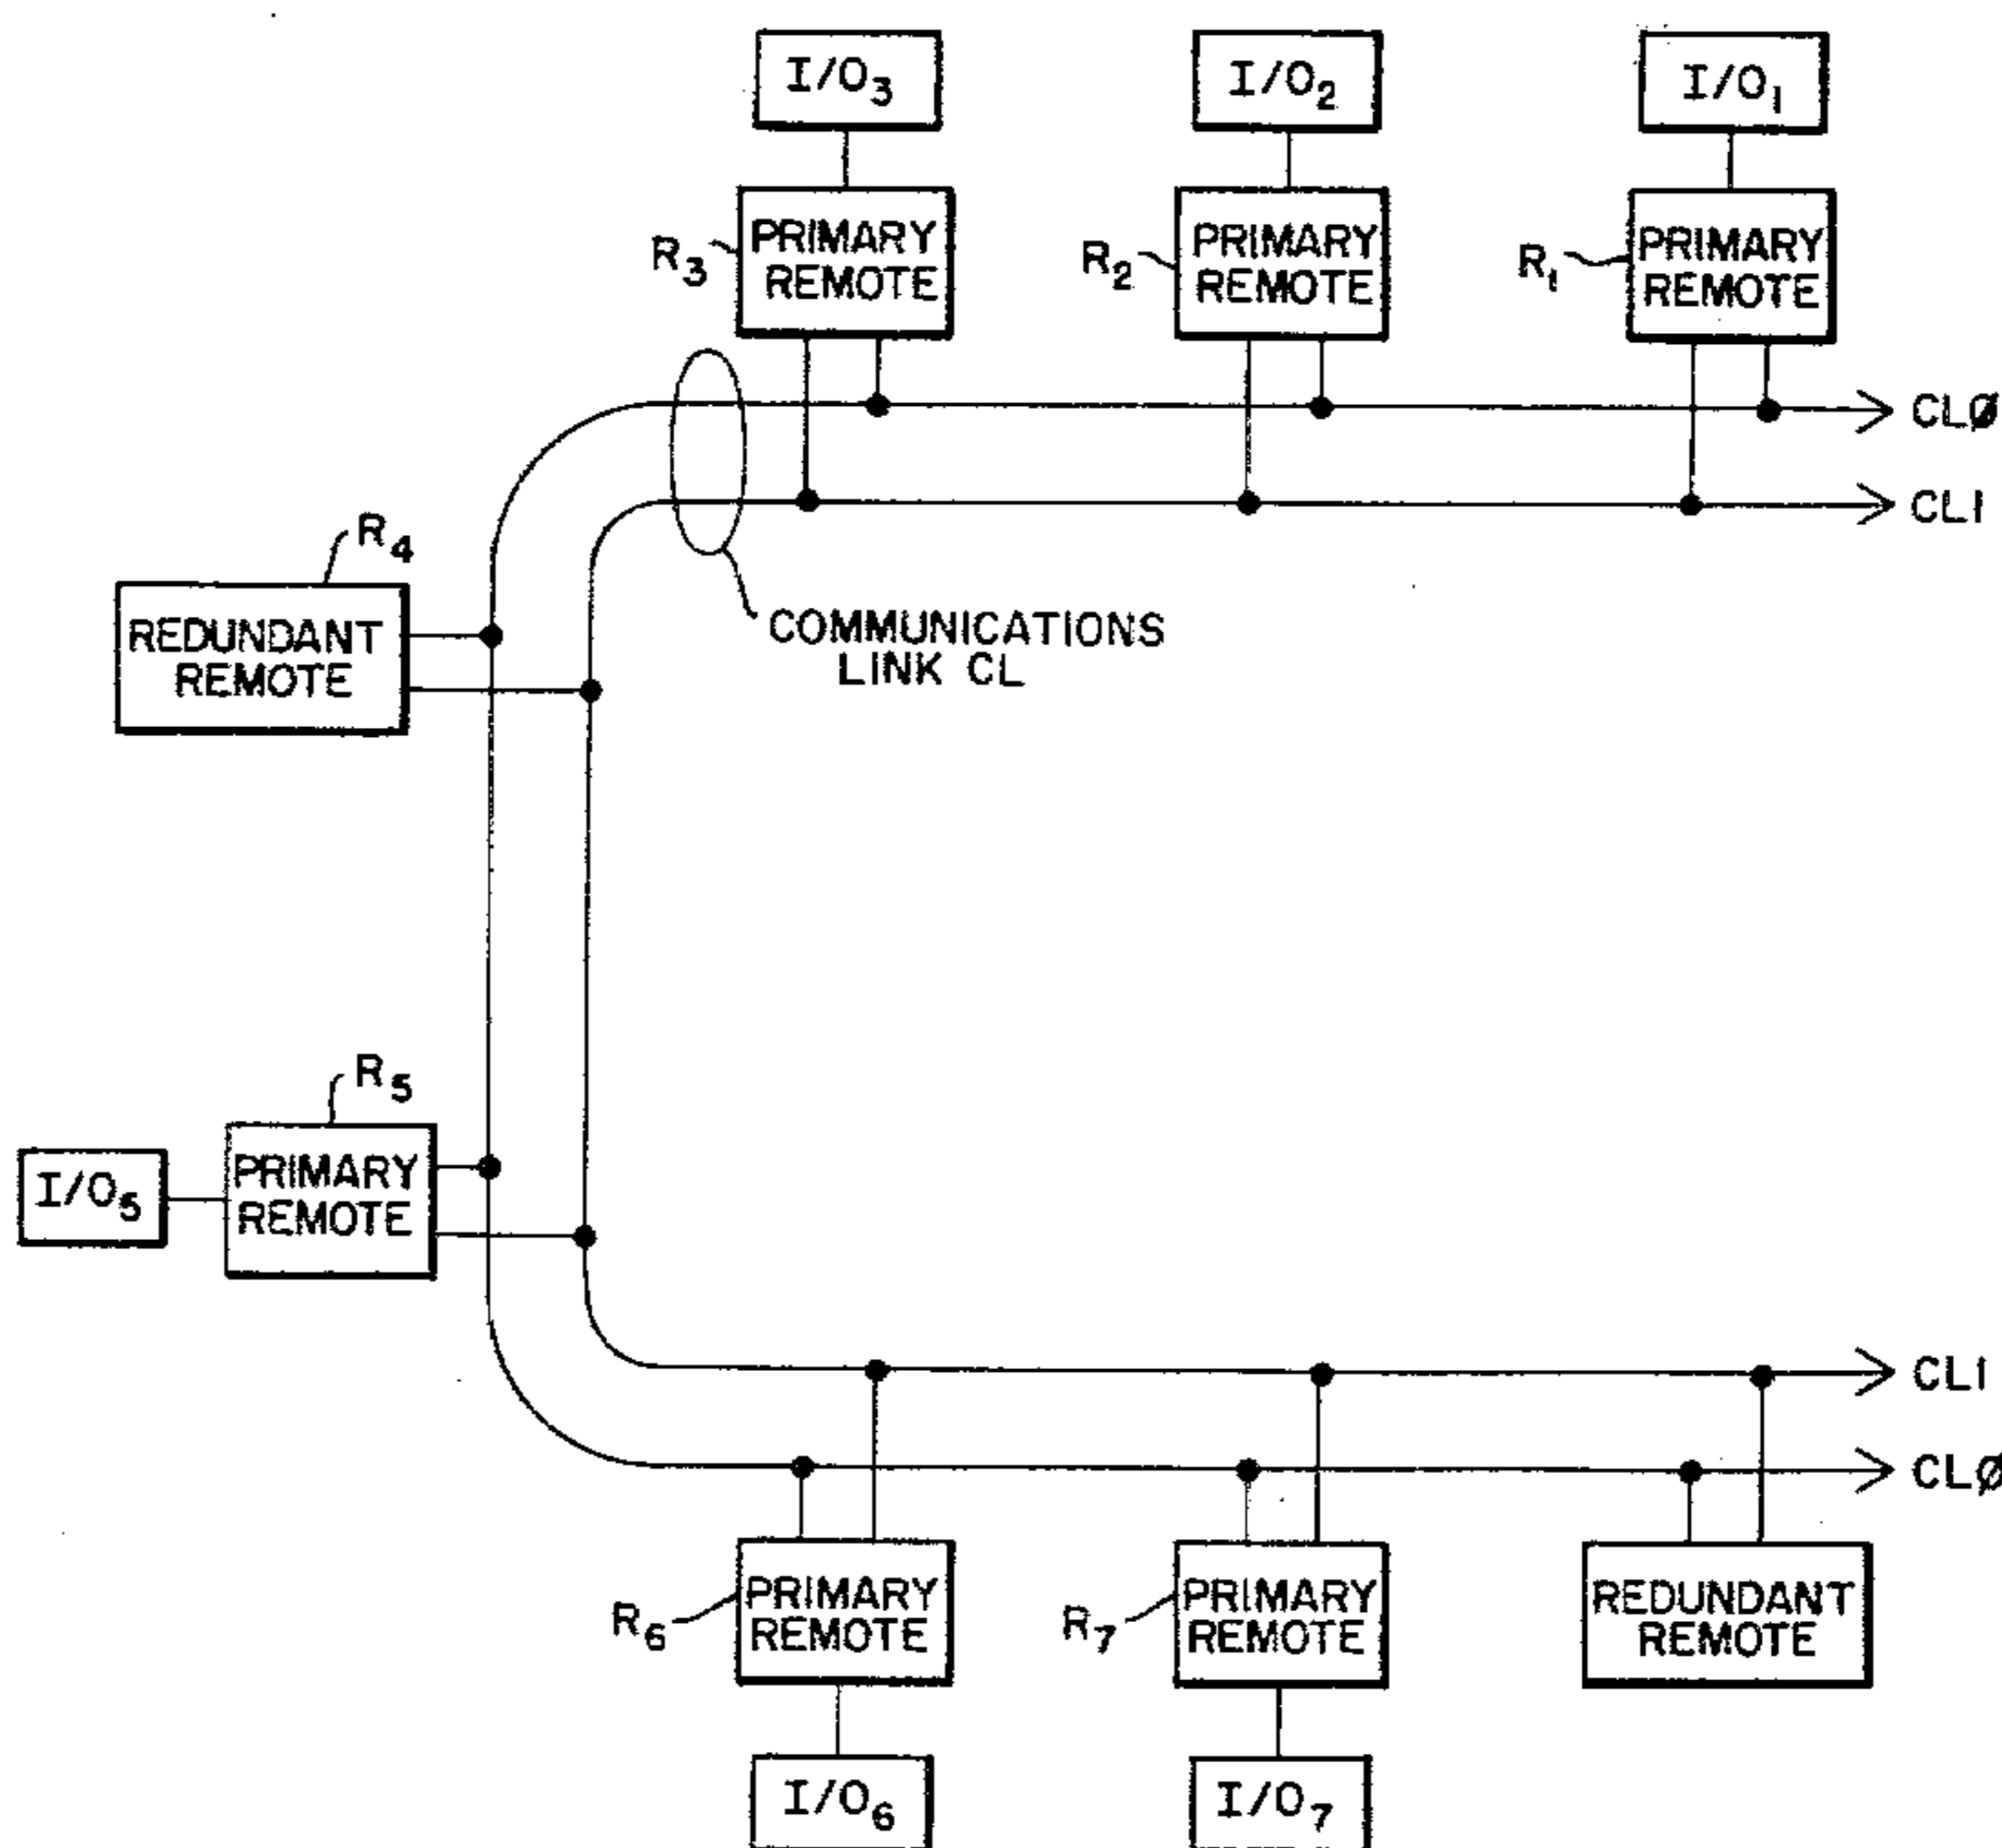 I/O3
I/O2
I/O1
R3
PRIMARY
REMOTE
R2
PRIMARY
REMOTE
R1
PRIMARY
REMOTE
CLØ
CL1
R4
REDUNDANT
REMOTE
COMMUNICATIONS
LINK CL
R5
I/O5
PRIMARY
REMOTE
CL1
CLØ
R6
PRIMARY
REMOTE
R7
PRIMARY
REMOTE
REDUNDANT
REMOTE
I/O6
I/O7